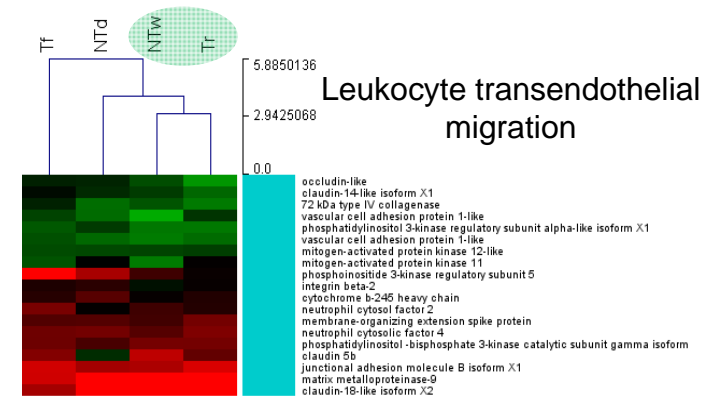 Tf
NTd
NTw
Tr
5.8850136
2.9425068
0.0
Leukocyte transendothelial
migration
occludin-like
claudin-14-like isoform X1
72 kDa type IV collagenase
vascular cell adhesion protein 1-like
phosphatidylinositol 3-kinase regulatory subunit alpha-like isoform X1
vascular cell adhesion protein 1-like
mitogen-activated protein kinase 12-like
mitogen-activated protein kinase 11
phosphoinositide 3-kinase regulatory subunit 5
integrin beta-2
cytochrome b-245 heavy chain
neutrophil cytosol factor 2
membrane-organizing extension spike protein
neutrophil cytosolic factor 4
phosphatidylinositol -bisphosphate 3-kinase catalytic subunit gamma isoform
claudin 5b
junctional adhesion molecule B isoform X1
matrix metalloproteinase-9
claudin-18-like isoform X2